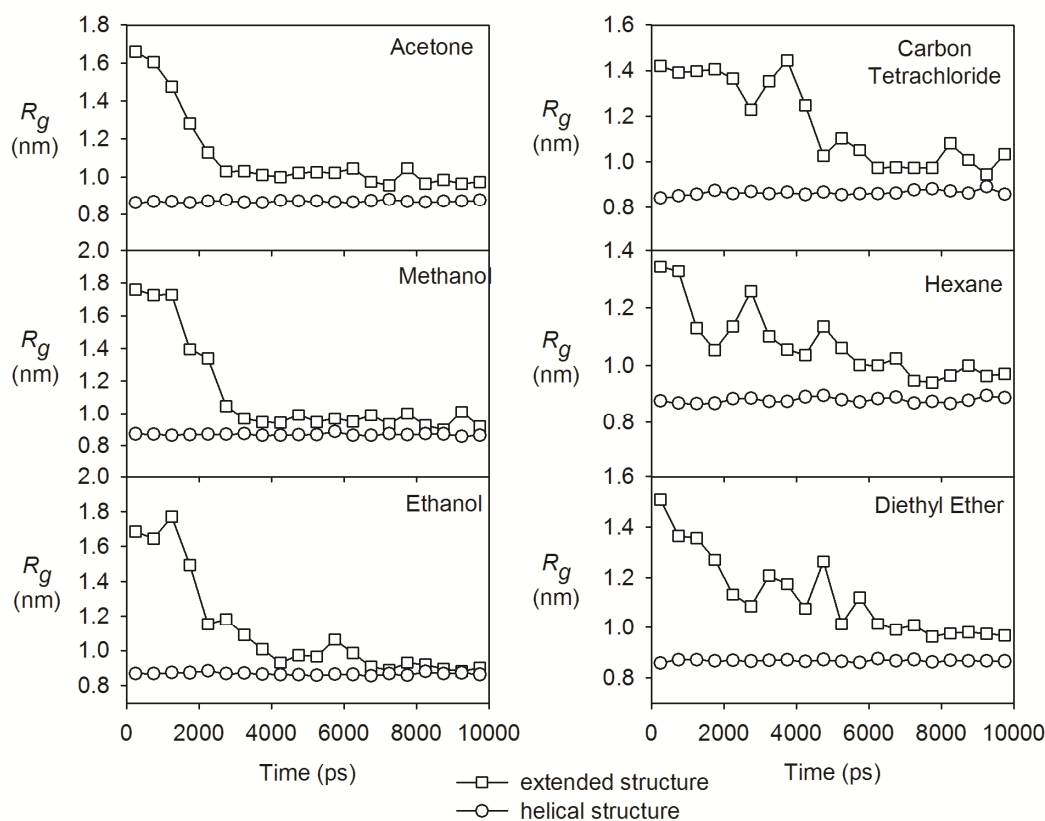 1.8
1.6
1.4
1.2
1.0
0.8
Rg
(nm)
Acetone
2.0
1.8
1.6
1.4
1.2
1.0
0.8
Rg
(nm)
Methanol
2.0
1.8
1.6
1.4
1.2
1.0
0.8
Rg
(nm)
Ethanol
0 2000 4000 6000 8000 10000
Time (ps)
1.6
1.4
1.2
1.0
0.8
Rg
(nm)
Carbon
Tetrachloride
1.4
1.2
1.0
0.8
Rg
(nm)
Hexane
1.6
1.4
1.2
1.0
0.8
Rg
(nm)
Diethyl Ether
0 2000 4000 6000 8000 10000
Time (ps)
extended structure
helical structure